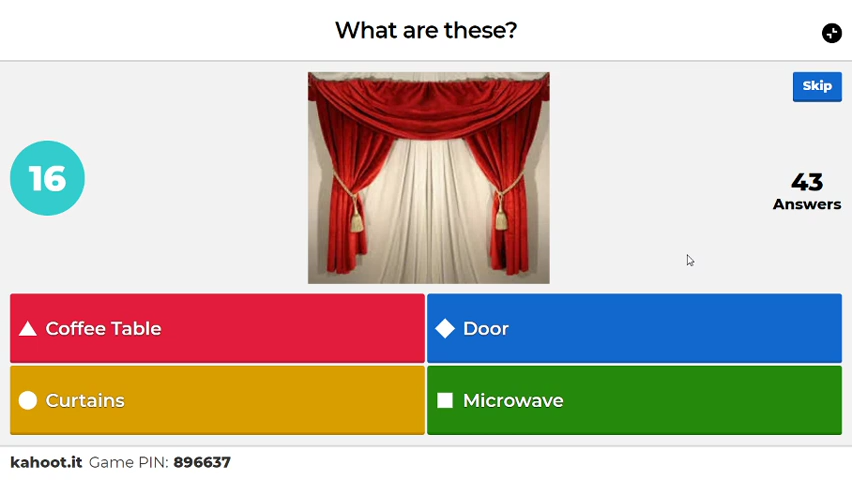 What are these?
Skip
16
43
Answers
Coffee Table
Door
Curtains
Microwave
kahoot.it Game PIN: 896637